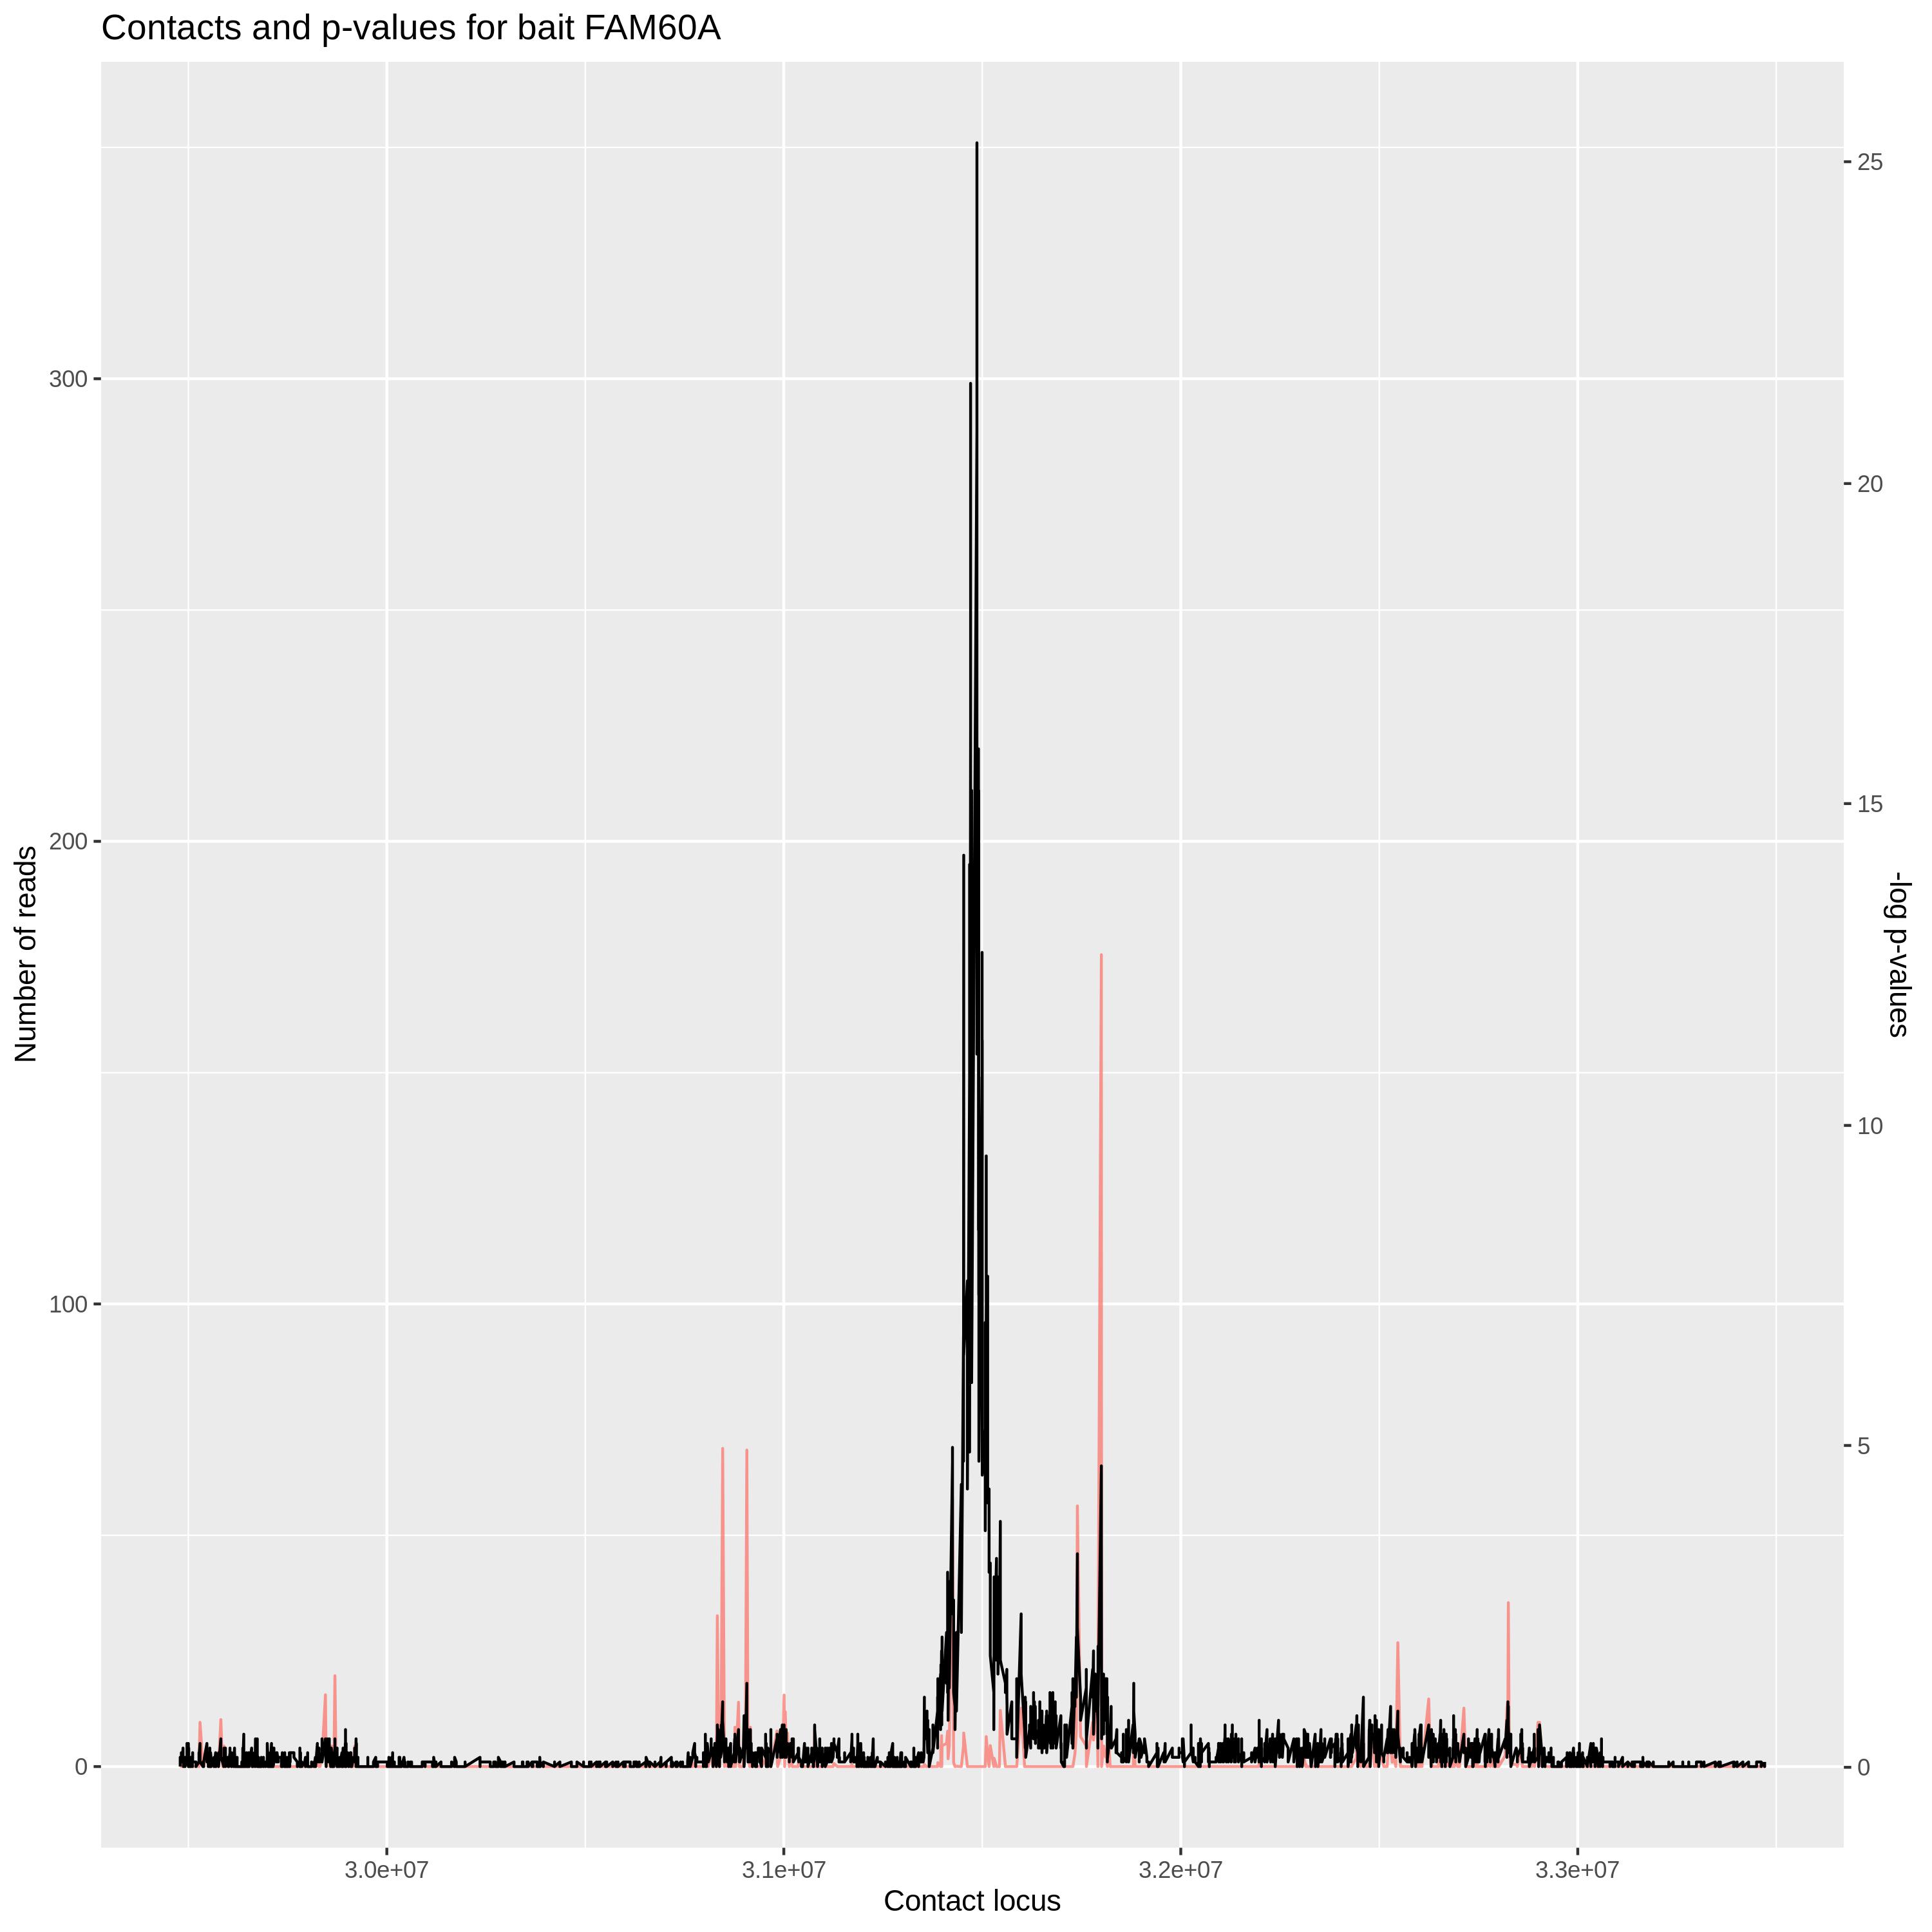 Contacts and p-values for bait FAM60A
Number of reads
300
200
100
0
25
20
15
10
5
0
-log p-values
3.0e+07
3.1e+07
3.2e+07
3.3e+07
Contact locus